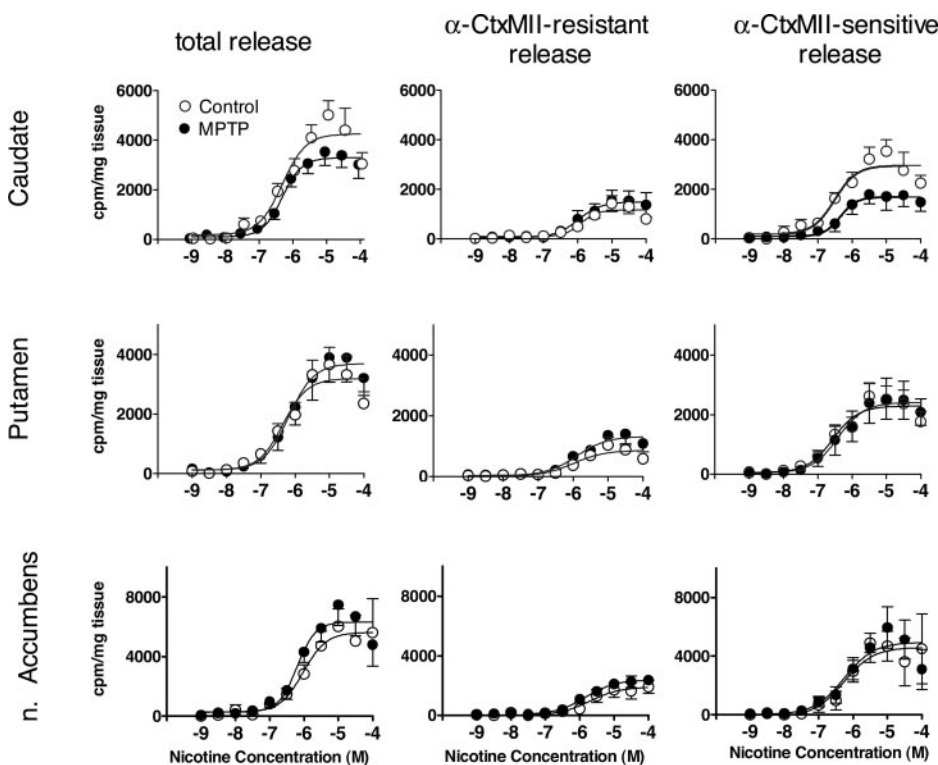 total release
α-CtxMII-resistant
release
α-CtxMII-sensitive
release
Caudate
cpm/mg tissue
6000
4000
2000
0
Control
MPTP
-9 -8 -7 -6 -5 -4
6000
4000
2000
0
-9 -8 -7 -6 -5 -4
6000
4000
2000
0
-9 -8 -7 -6 -5 -4
Putamen
cpm/mg tissue
4000
2000
0
-9 -8 -7 -6 -5 -4
4000
2000
0
-9 -8 -7 -6 -5 -4
4000
2000
0
-9 -8 -7 -6 -5 -4
n. Accumbens
cpm/mg tissue
8000
4000
0
-9 -8 -7 -6 -5 -4
Nicotine Concentration (M)
8000
4000
0
-9 -8 -7 -6 -5 -4
Nicotine Concentration (M)
8000
4000
0
-9 -8 -7 -6 -5 -4
Nicotine Concentration (M)